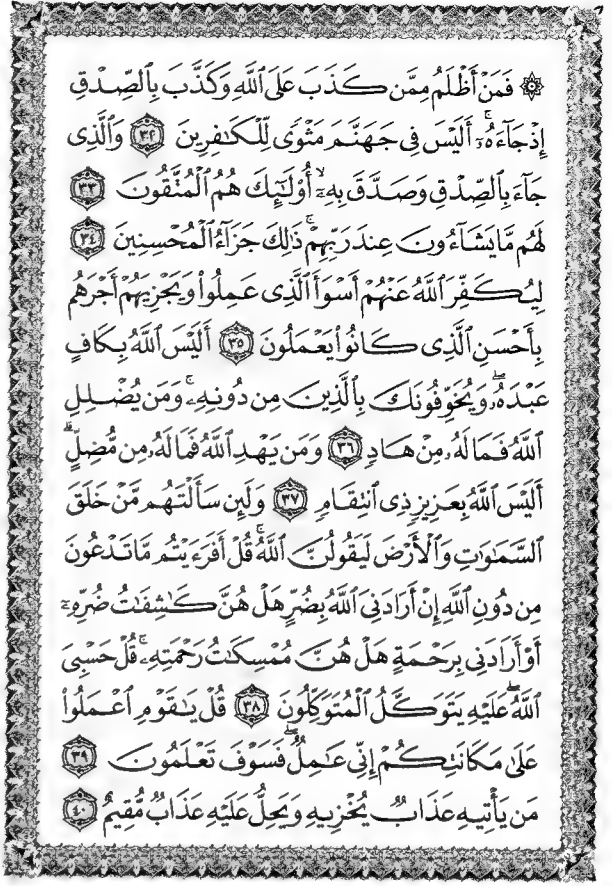 ۞ فَمَنْ أَظْلَمُ مِمَّن كَذَبَ عَلَى ٱللَّهِ وَكَذَّبَ بِٱلصِّدْقِ
إِذْ جَآءَهُۥٓ ۚ أَلَيْسَ فِى جَهَنَّمَ مَثْوًى لِّلْكَٰفِرِينَ ٣٢ وَٱلَّذِى
جَآءَ بِٱلصِّدْقِ وَصَدَّقَ بِهِۦٓ ۙ أُو۟لَٰٓئِكَ هُمُ ٱلْمُتَّقُونَ ٣٣
لَهُم مَّا يَشَآءُونَ عِندَ رَبِّهِمْ ۚ ذَٰلِكَ جَزَآءُ ٱلْمُحْسِنِينَ ٣٤
لِيُكَفِّرَ ٱللَّهُ عَنْهُمْ أَسْوَأَ ٱلَّذِى عَمِلُوا۟ وَيَجْزِيَهُمْ أَجْرَهُم
بِأَحْسَنِ ٱلَّذِى كَانُوا۟ يَعْمَلُونَ ٣٥ أَلَيْسَ ٱللَّهُ بِكَافٍ
عَبْدَهُۥ ۖ وَيُخَوِّفُونَكَ بِٱلَّذِينَ مِن دُونِهِۦ ۚ وَمَن يُضْلِلِ
ٱللَّهُ فَمَا لَهُۥ مِنْ هَادٍ ٣٦ وَمَن يَهْدِ ٱللَّهُ فَمَا لَهُۥ مِن مُّضِلٍّ ۗ
أَلَيْسَ ٱللَّهُ بِعَزِيزٍ ذِى ٱنتِقَامٍ ٣٧ وَلَئِن سَأَلْتَهُم مَّنْ خَلَقَ
ٱلسَّمَٰوَٰتِ وَٱلْأَرْضَ لَيَقُولُنَّ ٱللَّهُ ۚ قُلْ أَفَرَءَيْتُم مَّا تَدْعُونَ
مِن دُونِ ٱللَّهِ إِنْ أَرَادَنِىَ ٱللَّهُ بِضُرٍّ هَلْ هُنَّ كَٰشِفَٰتُ ضُرِّهِۦٓ
أَوْ أَرَادَنِى بِرَحْمَةٍ هَلْ هُنَّ مُمْسِكَٰتُ رَحْمَتِهِۦ ۚ قُلْ حَسْبِىَ
ٱللَّهُ ۖ عَلَيْهِ يَتَوَكَّلُ ٱلْمُتَوَكِّلُونَ ٣٨ قُلْ يَٰقَوْمِ ٱعْمَلُوا۟
عَلَىٰ مَكَانَتِكُمْ إِنِّى عَٰمِلٌ ۖ فَسَوْفَ تَعْلَمُونَ ٣٩
مَن يَأْتِيهِ عَذَابٌ يُخْزِيهِ وَيَحِلُّ عَلَيْهِ عَذَابٌ مُّقِيمٌ ٤٠